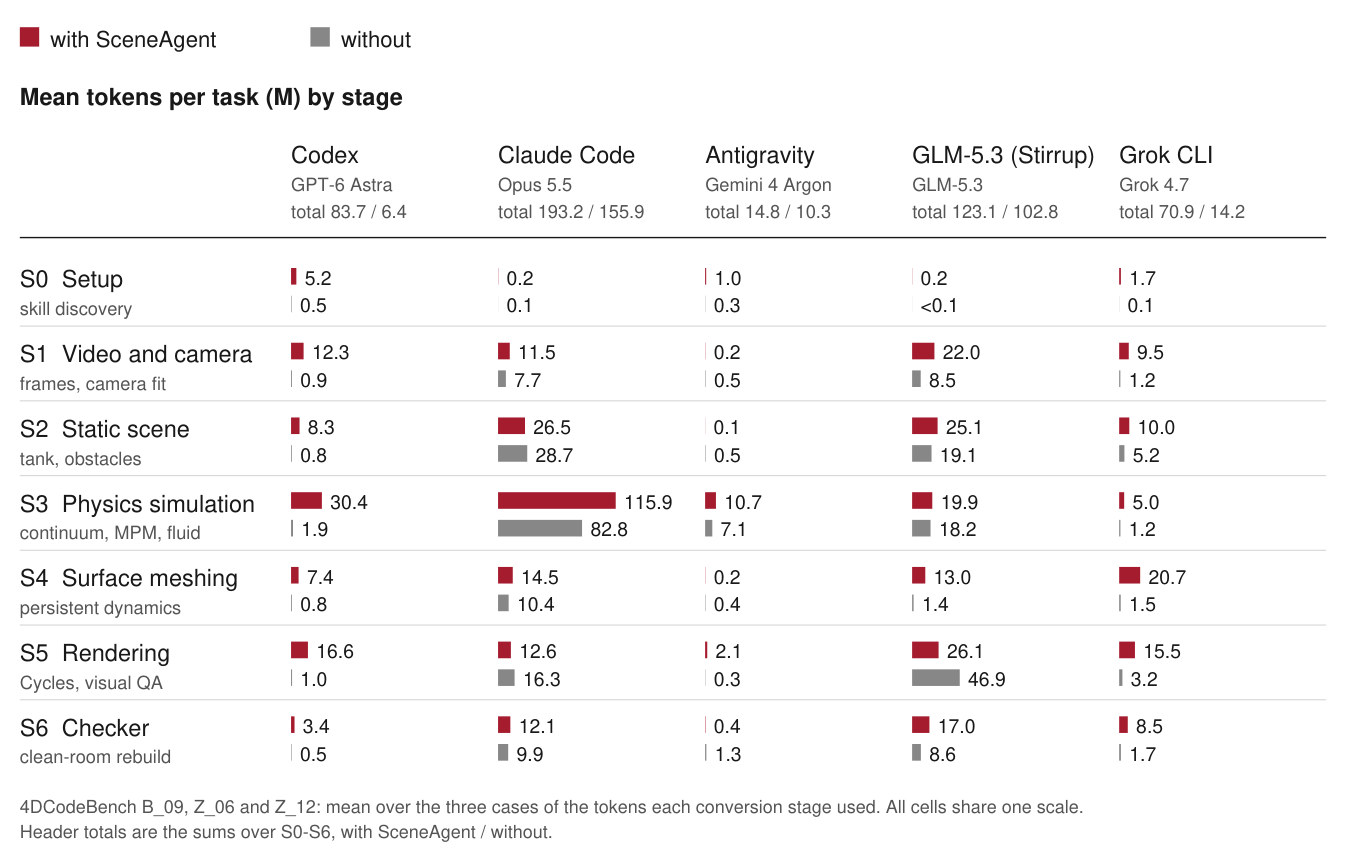 with SceneAgent without
Mean tokens per task (M) by stage
Codex Claude Code Antigravity GLM-5.3 (Stirrup) Grok CLI
GPT-6 Astra Opus 5.5 Gemini 4 Argon GLM-5.3 Grok 4.7
total 83.7 / 6.4 total 193.2 / 155.9 total 14.8 / 10.3 total 123.1 / 102.8 total 70.9 / 14.2
S0 Setup 5.2 0.2 1.0 0.2 1.7
skill discovery 0.5 0.1 0.3 <0.1 0.1
S1 Video and camera 12.3 11.5 0.2 22.0 9.5
frames, camera fit 0.9 7.7 0.5 8.5 1.2
S2 Static scene 8.3 26.5 0.1 25.1 10.0
tank, obstacles 0.8 28.7 0.5 19.1 5.2
S3 Physics simulation 30.4 115.9 10.7 19.9 5.0
continuum, MPM, fluid 1.9 82.8 7.1 18.2 1.2
S4 Surface meshing 7.4 14.5 0.2 13.0 20.7
persistent dynamics 0.8 10.4 0.4 1.4 1.5
S5 Rendering 16.6 12.6 2.1 26.1 15.5
Cycles, visual QA 1.0 16.3 0.3 46.9 3.2
S6 Checker 3.4 12.1 0.4 17.0 8.5
clean-room rebuild 0.5 9.9 1.3 8.6 1.7
4DCodeBench B_09, Z_06 and Z_12: mean over the three cases of the tokens each conversion stage used. All cells share one scale.
Header totals are the sums over S0-S6, with SceneAgent / without.